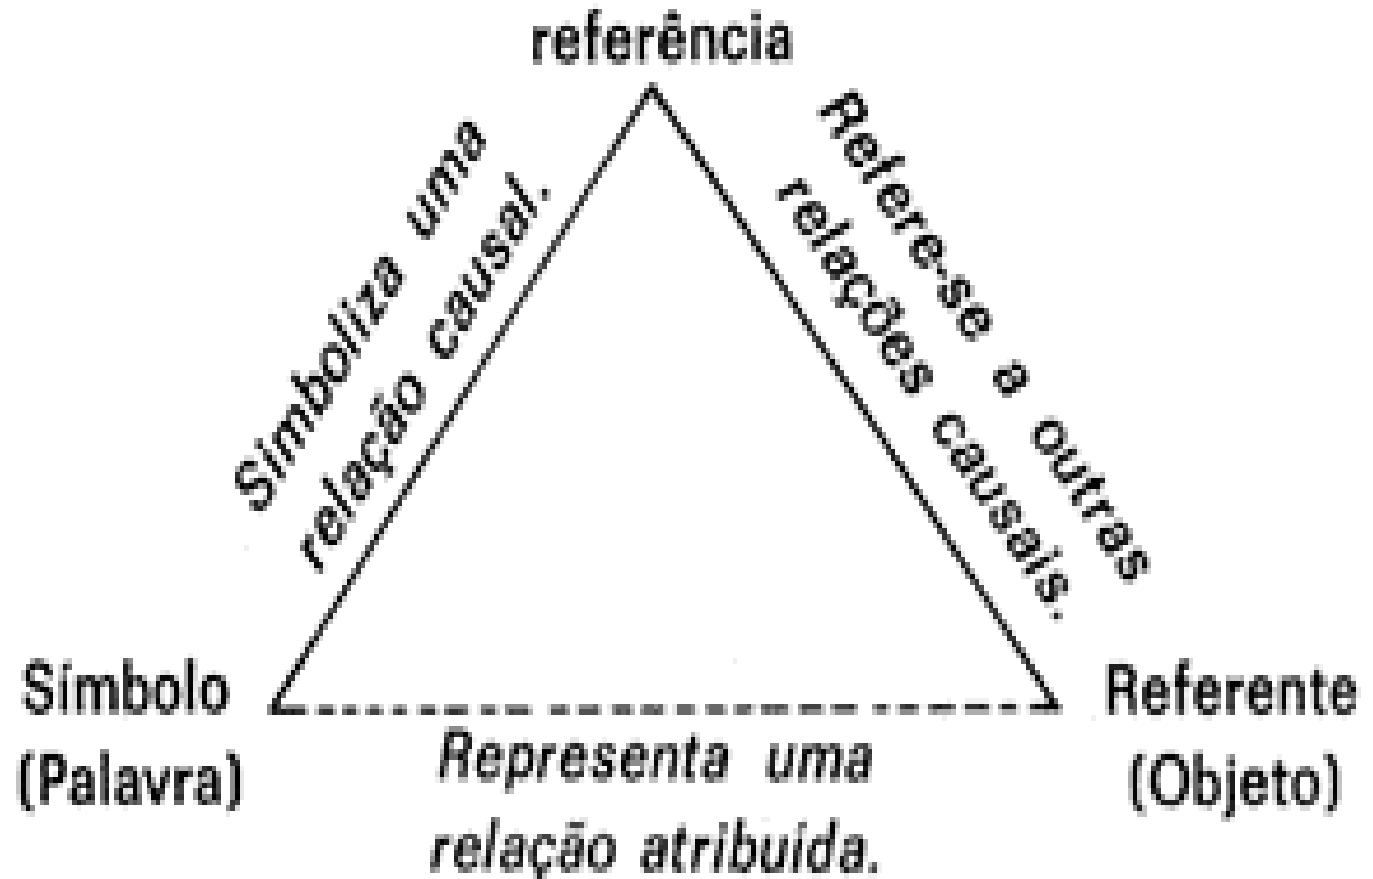 referência
Simboliza uma
relação causal.
Refere-se a outras
relações causais.
Símbolo
(Palavra)
Referente
(Objeto)
Representa uma
relação atribuída.